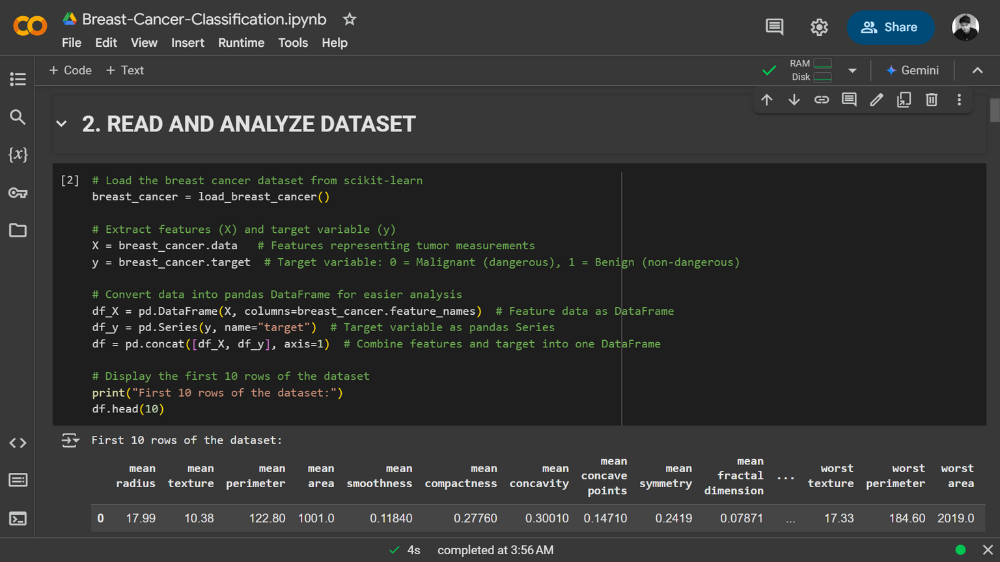 Breast-Cancer-Classification.ipynb
File Edit View Insert Runtime Tools Help
Share
+ Code + Text
RAM
Disk
Gemini
2. READ AND ANALYZE DATASET
[2] # Load the breast cancer dataset from scikit-learn
breast_cancer = load_breast_cancer()
# Extract features (X) and target variable (y)
X = breast_cancer.data   # Features representing tumor measurements
y = breast_cancer.target  # Target variable: 0 = Malignant (dangerous), 1 = Benign (non-dangerous)
# Convert data into pandas DataFrame for easier analysis
df_X = pd.DataFrame(X, columns=breast_cancer.feature_names)  # Feature data as DataFrame
df_y = pd.Series(y, name="target")  # Target variable as pandas Series
df = pd.concat([df_X, df_y], axis=1)  # Combine features and target into one DataFrame
# Display the first 10 rows of the dataset
print("First 10 rows of the dataset:")
df.head(10)
First 10 rows of the dataset:
mean radius mean texture mean perimeter mean area mean smoothness mean compactness mean concavity mean concave points mean symmetry mean fractal dimension ... worst texture worst perimeter worst area
0 17.99 10.38 122.80 1001.0 0.11840 0.27760 0.30010 0.14710 0.2419 0.07871 ... 17.33 184.60 2019.0
4s completed at 3:56 AM